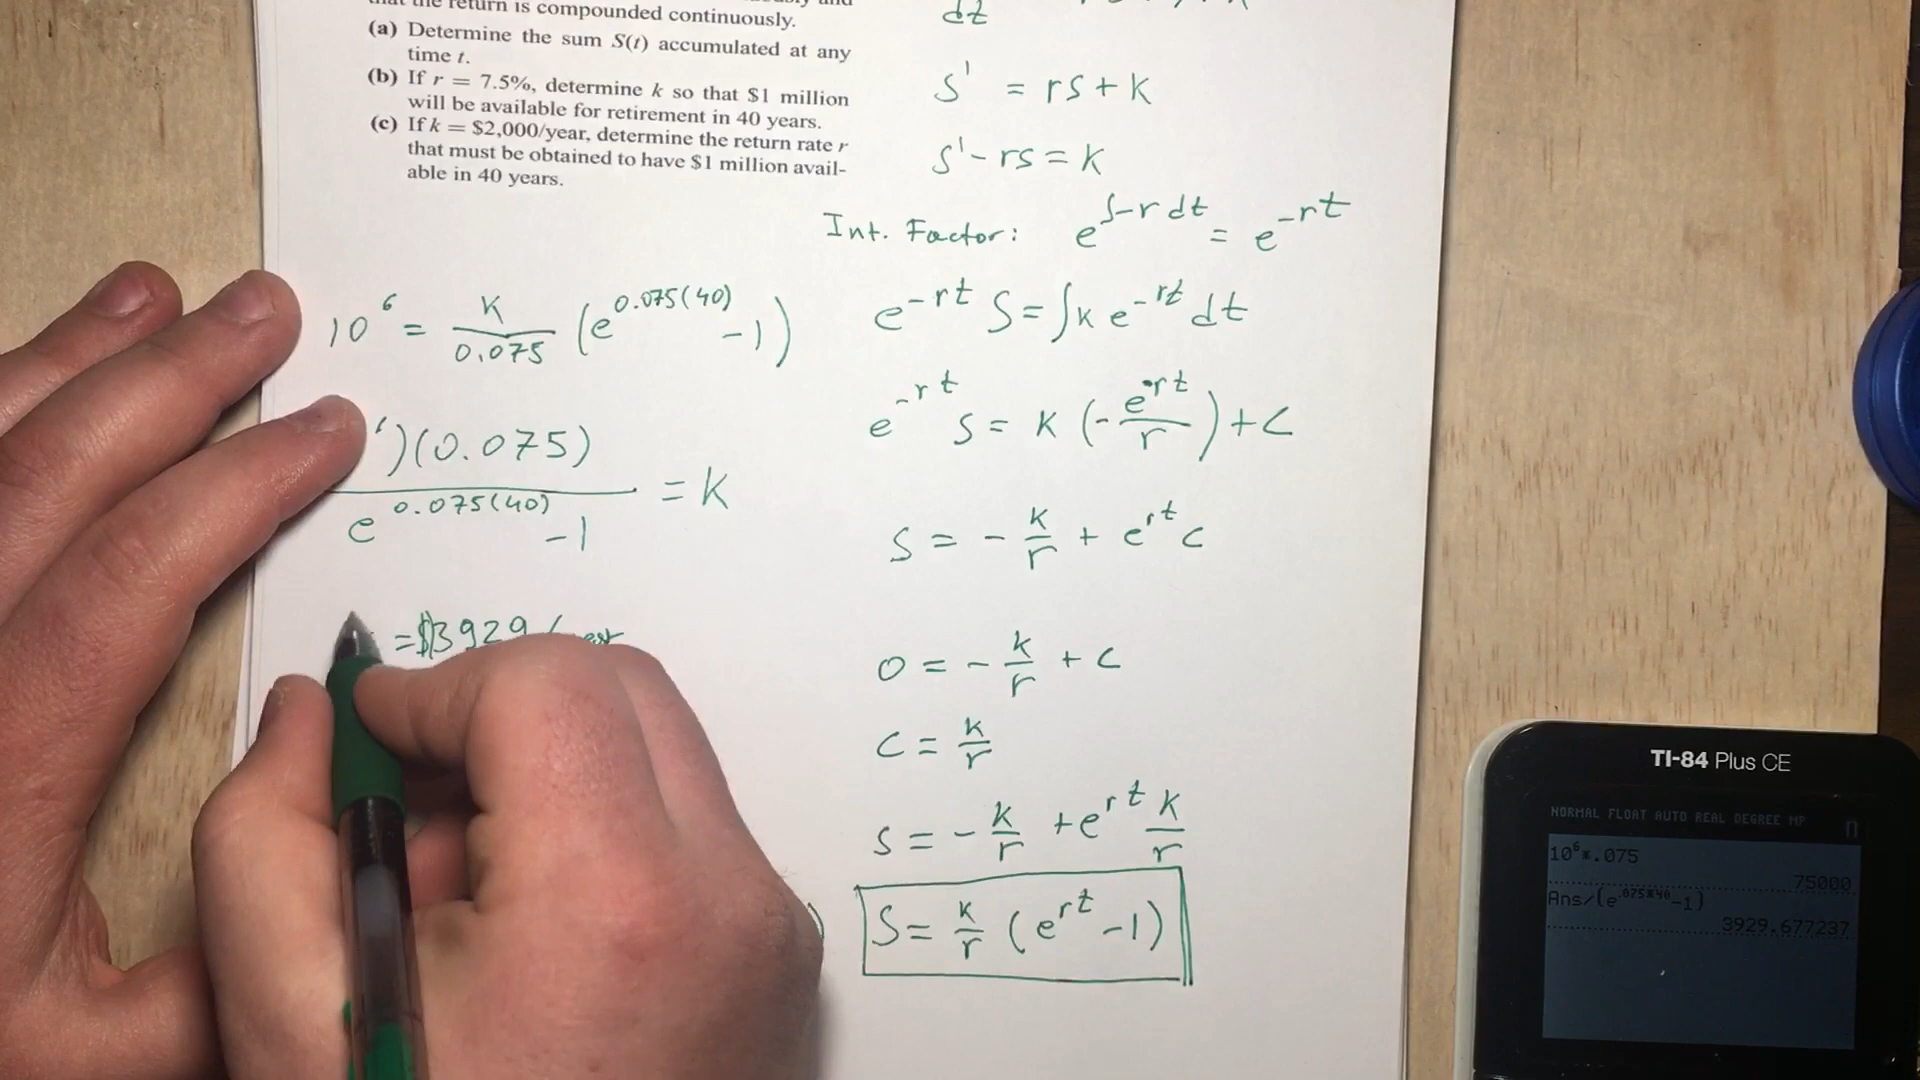 that the return is compounded continuously.
(a) Determine the sum S(t) accumulated at any
time t.
(b) If r = 7.5%, determine k so that $1 million
will be available for retirement in 40 years.
(c) If k = $2,000/year, determine the return rate r
that must be obtained to have $1 million avail-
able in 40 years.
dt
S' = rS + k
S' - rS = k
Int. Factor: e^{∫-r dt} = e^{-rt}
e^{-rt} S = ∫k e^{-rt} dt
e^{-rt} S = k (- e^{-rt}/r) + C
S = - k/r + e^{rt} C
0 = - k/r + C
C = k/r
S = - k/r + e^{rt} k/r
S = k/r (e^{rt} - 1)
10^6 = k/0.075 (e^{0.075(40)} - 1)
)(0.075)
e^{0.075(40)} - 1
= k
= $3929/
TI-84 Plus CE
NORMAL FLOAT AUTO REAL DEGREE MP
10^6*.075
75000
Ans/(e^{.075*40}-1)
3929.677237